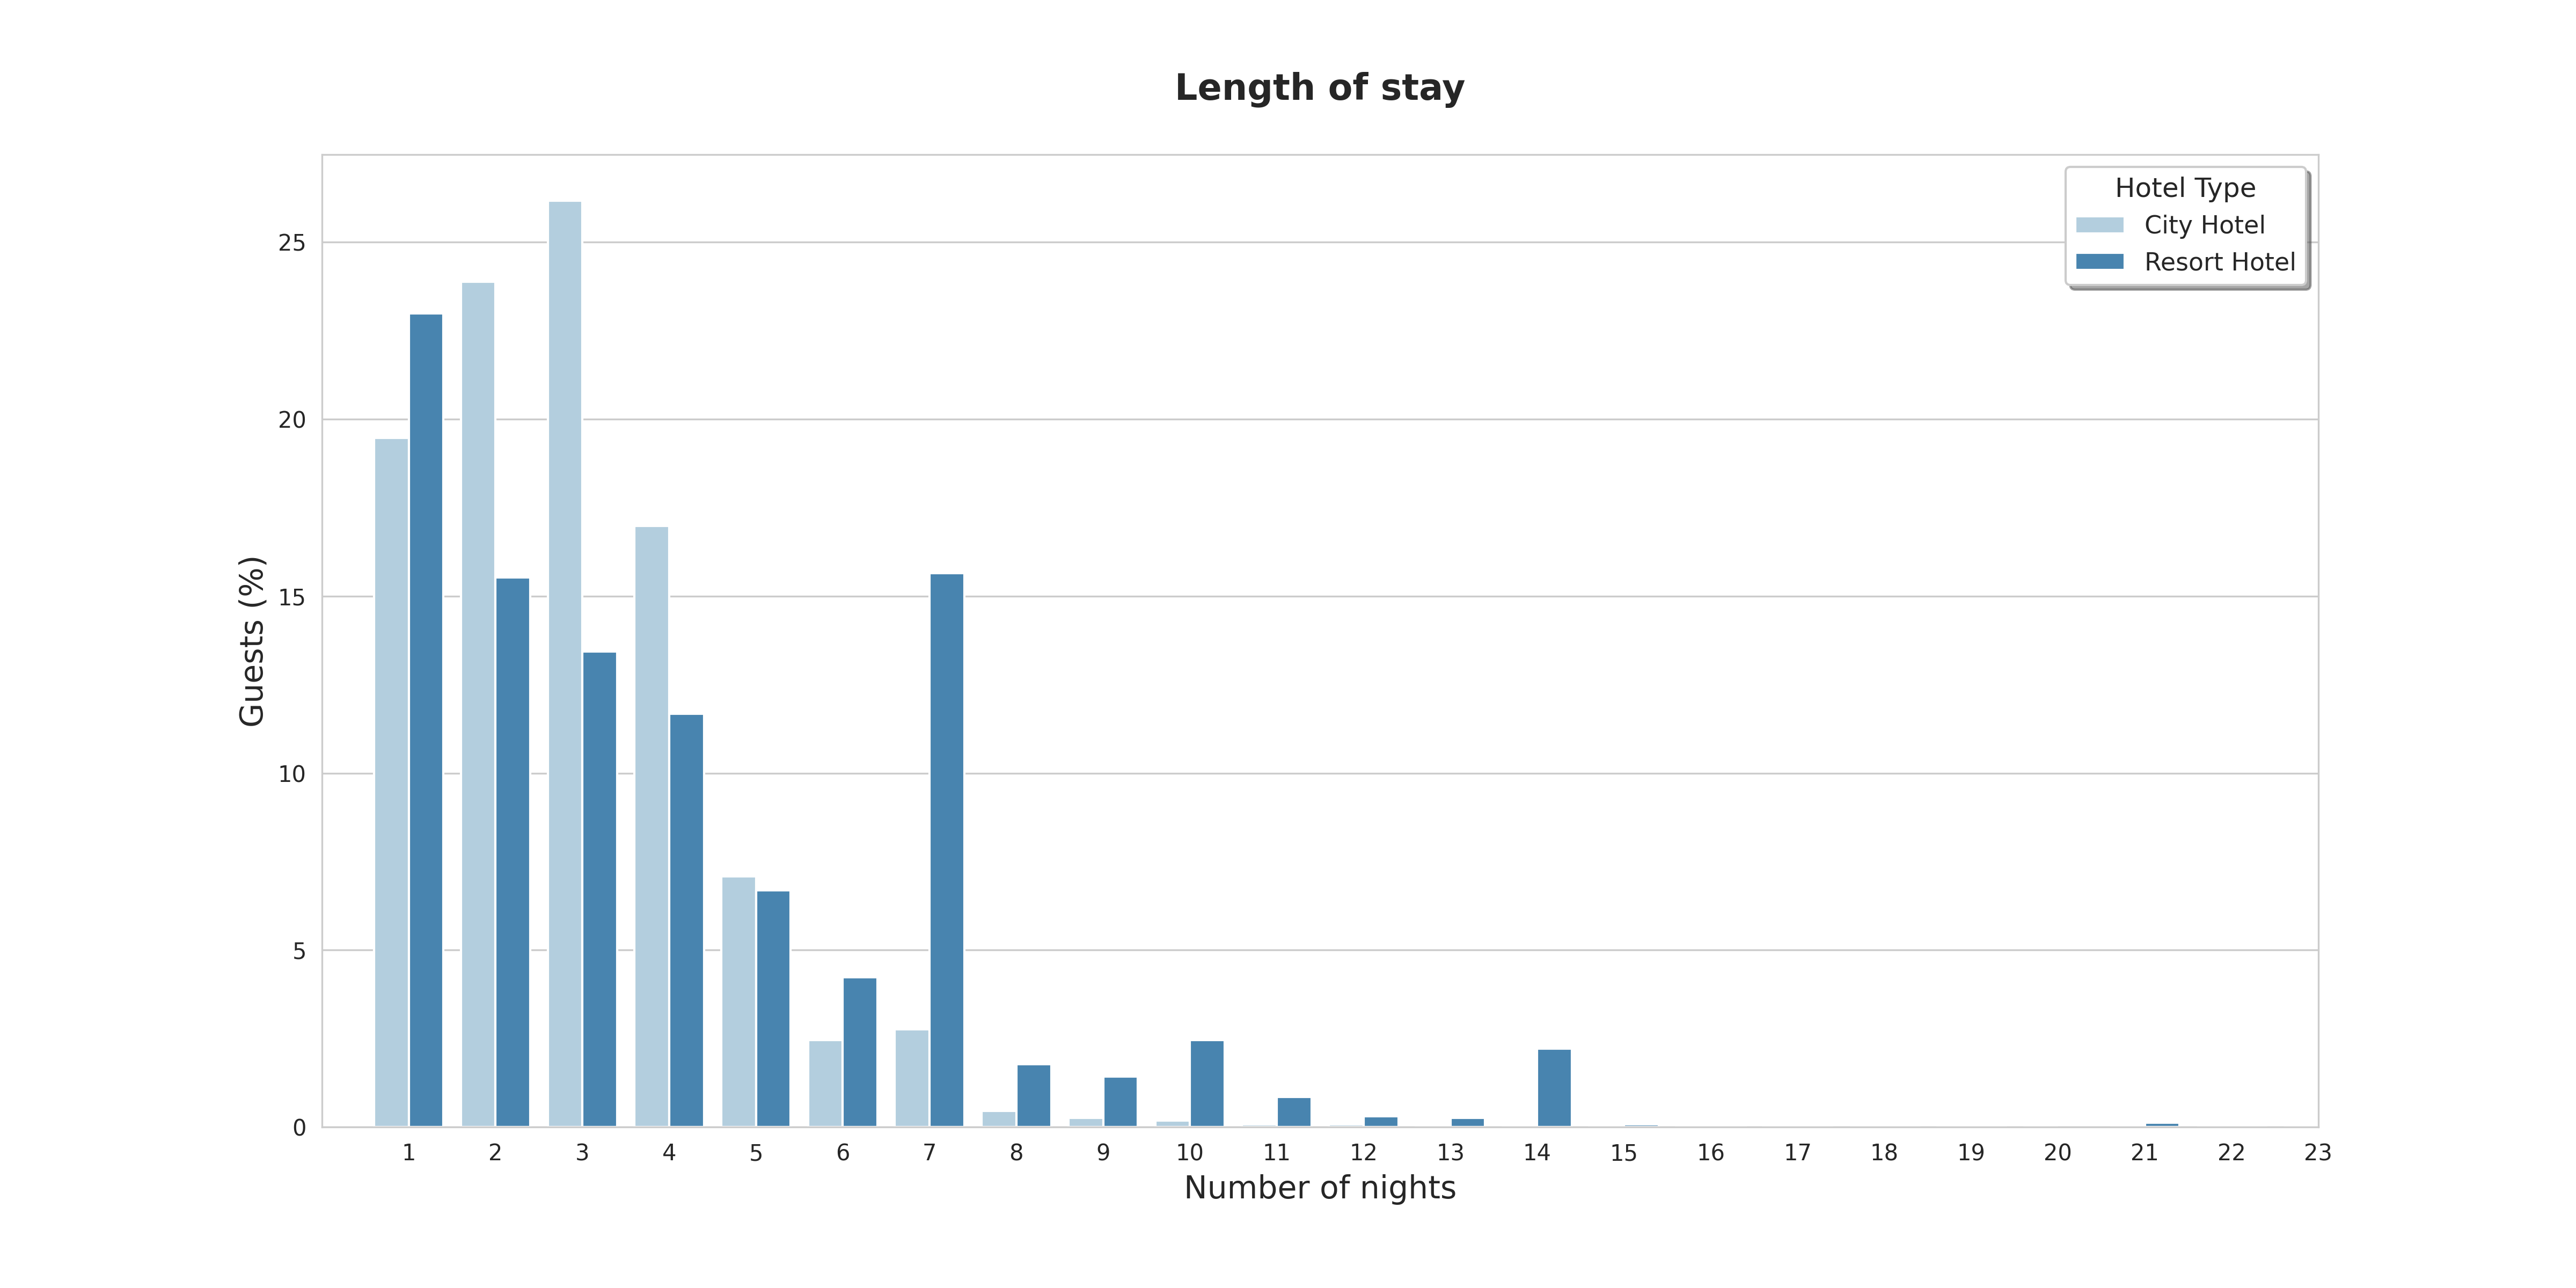 Length of stay
Hotel Type
City Hotel
Resort Hotel
Guests (%)
25
20
15
10
5
0
1 2 3 4 5 6 7 8 9 10 11 12 13 14 15 16 17 18 19 20 21 22 23
Number of nights